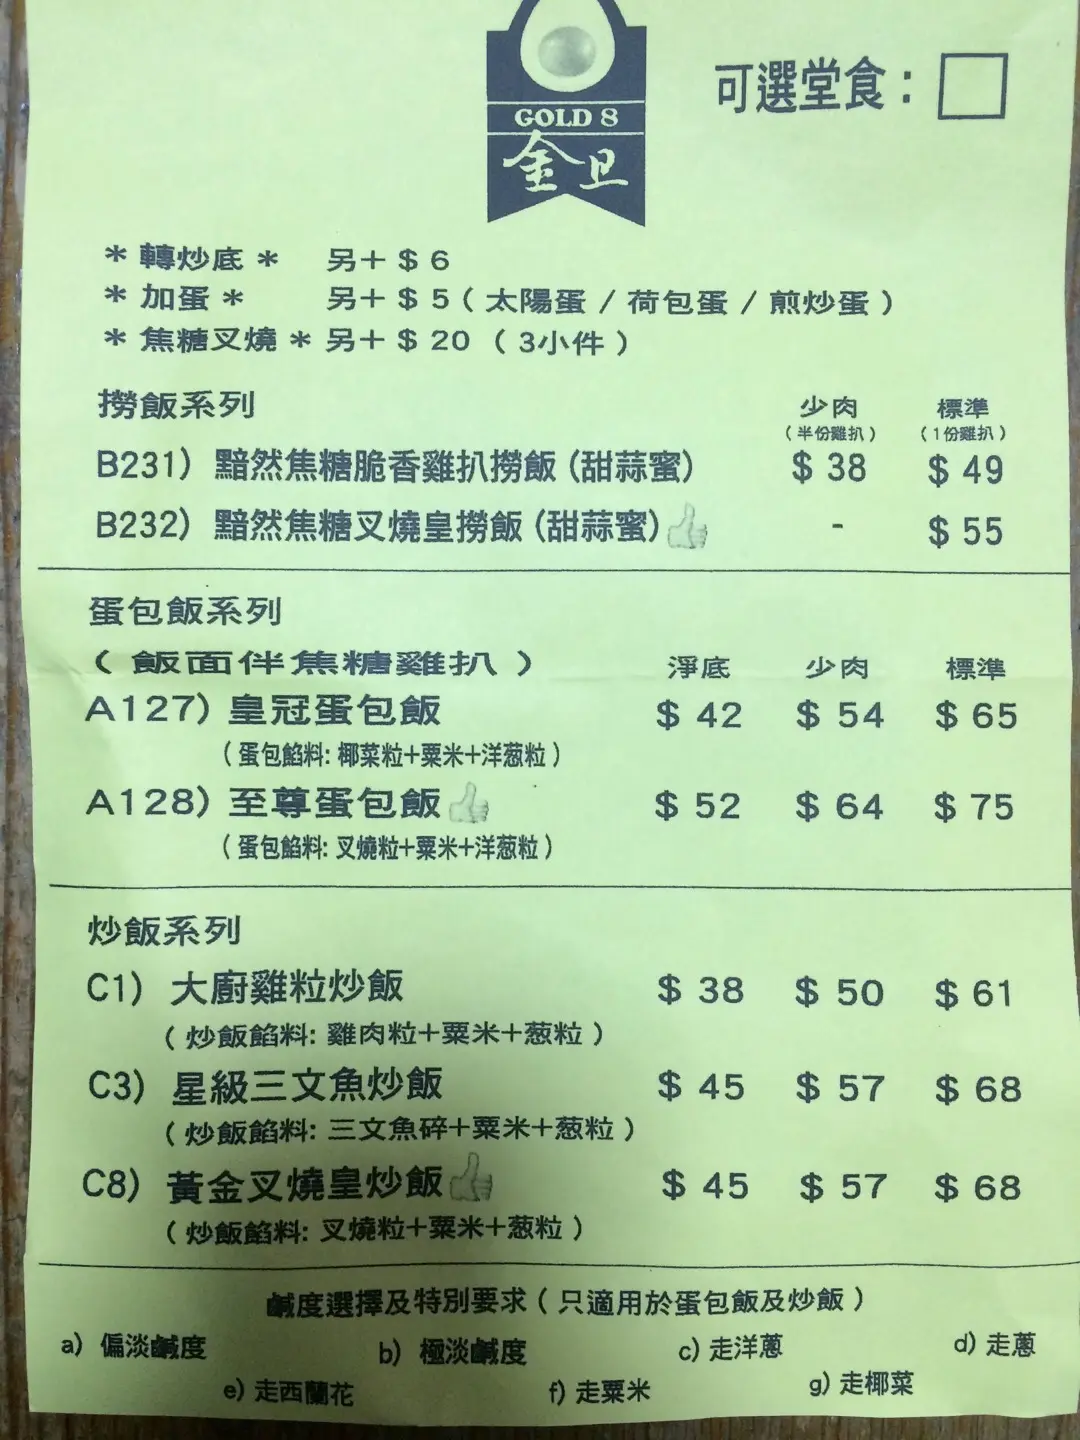 可選堂食：
GOLD 8
金旦
* 轉炒底 * 另+ $ 6
* 加蛋 * 另+ $ 5 ( 太陽蛋 / 荷包蛋 / 煎炒蛋 )
* 焦糖叉燒 * 另+ $ 20 ( 3小件 )
撈飯系列 少肉 標準
( 半份雞扒 ) ( 1份雞扒 )
B231) 黯然焦糖脆香雞扒撈飯 (甜蒜蜜) $ 38 $ 49
B232) 黯然焦糖叉燒皇撈飯 (甜蒜蜜) - $ 55
蛋包飯系列
( 飯面伴焦糖雞扒 ) 淨底 少肉 標準
A127) 皇冠蛋包飯 $ 42 $ 54 $ 65
( 蛋包餡料: 椰菜粒+粟米+洋葱粒 )
A128) 至尊蛋包飯 $ 52 $ 64 $ 75
( 蛋包餡料: 叉燒粒+粟米+洋葱粒 )
炒飯系列
C1) 大廚雞粒炒飯 $ 38 $ 50 $ 61
( 炒飯餡料: 雞肉粒+粟米+葱粒 )
C3) 星級三文魚炒飯 $ 45 $ 57 $ 68
( 炒飯餡料: 三文魚碎+粟米+葱粒 )
C8) 黃金叉燒皇炒飯 $ 45 $ 57 $ 68
( 炒飯餡料: 叉燒粒+粟米+葱粒 )
鹹度選擇及特別要求 ( 只適用於蛋包飯及炒飯 )
a) 偏淡鹹度 b) 極淡鹹度 c) 走洋蔥 d) 走蔥
e) 走西蘭花 f) 走粟米 g) 走椰菜